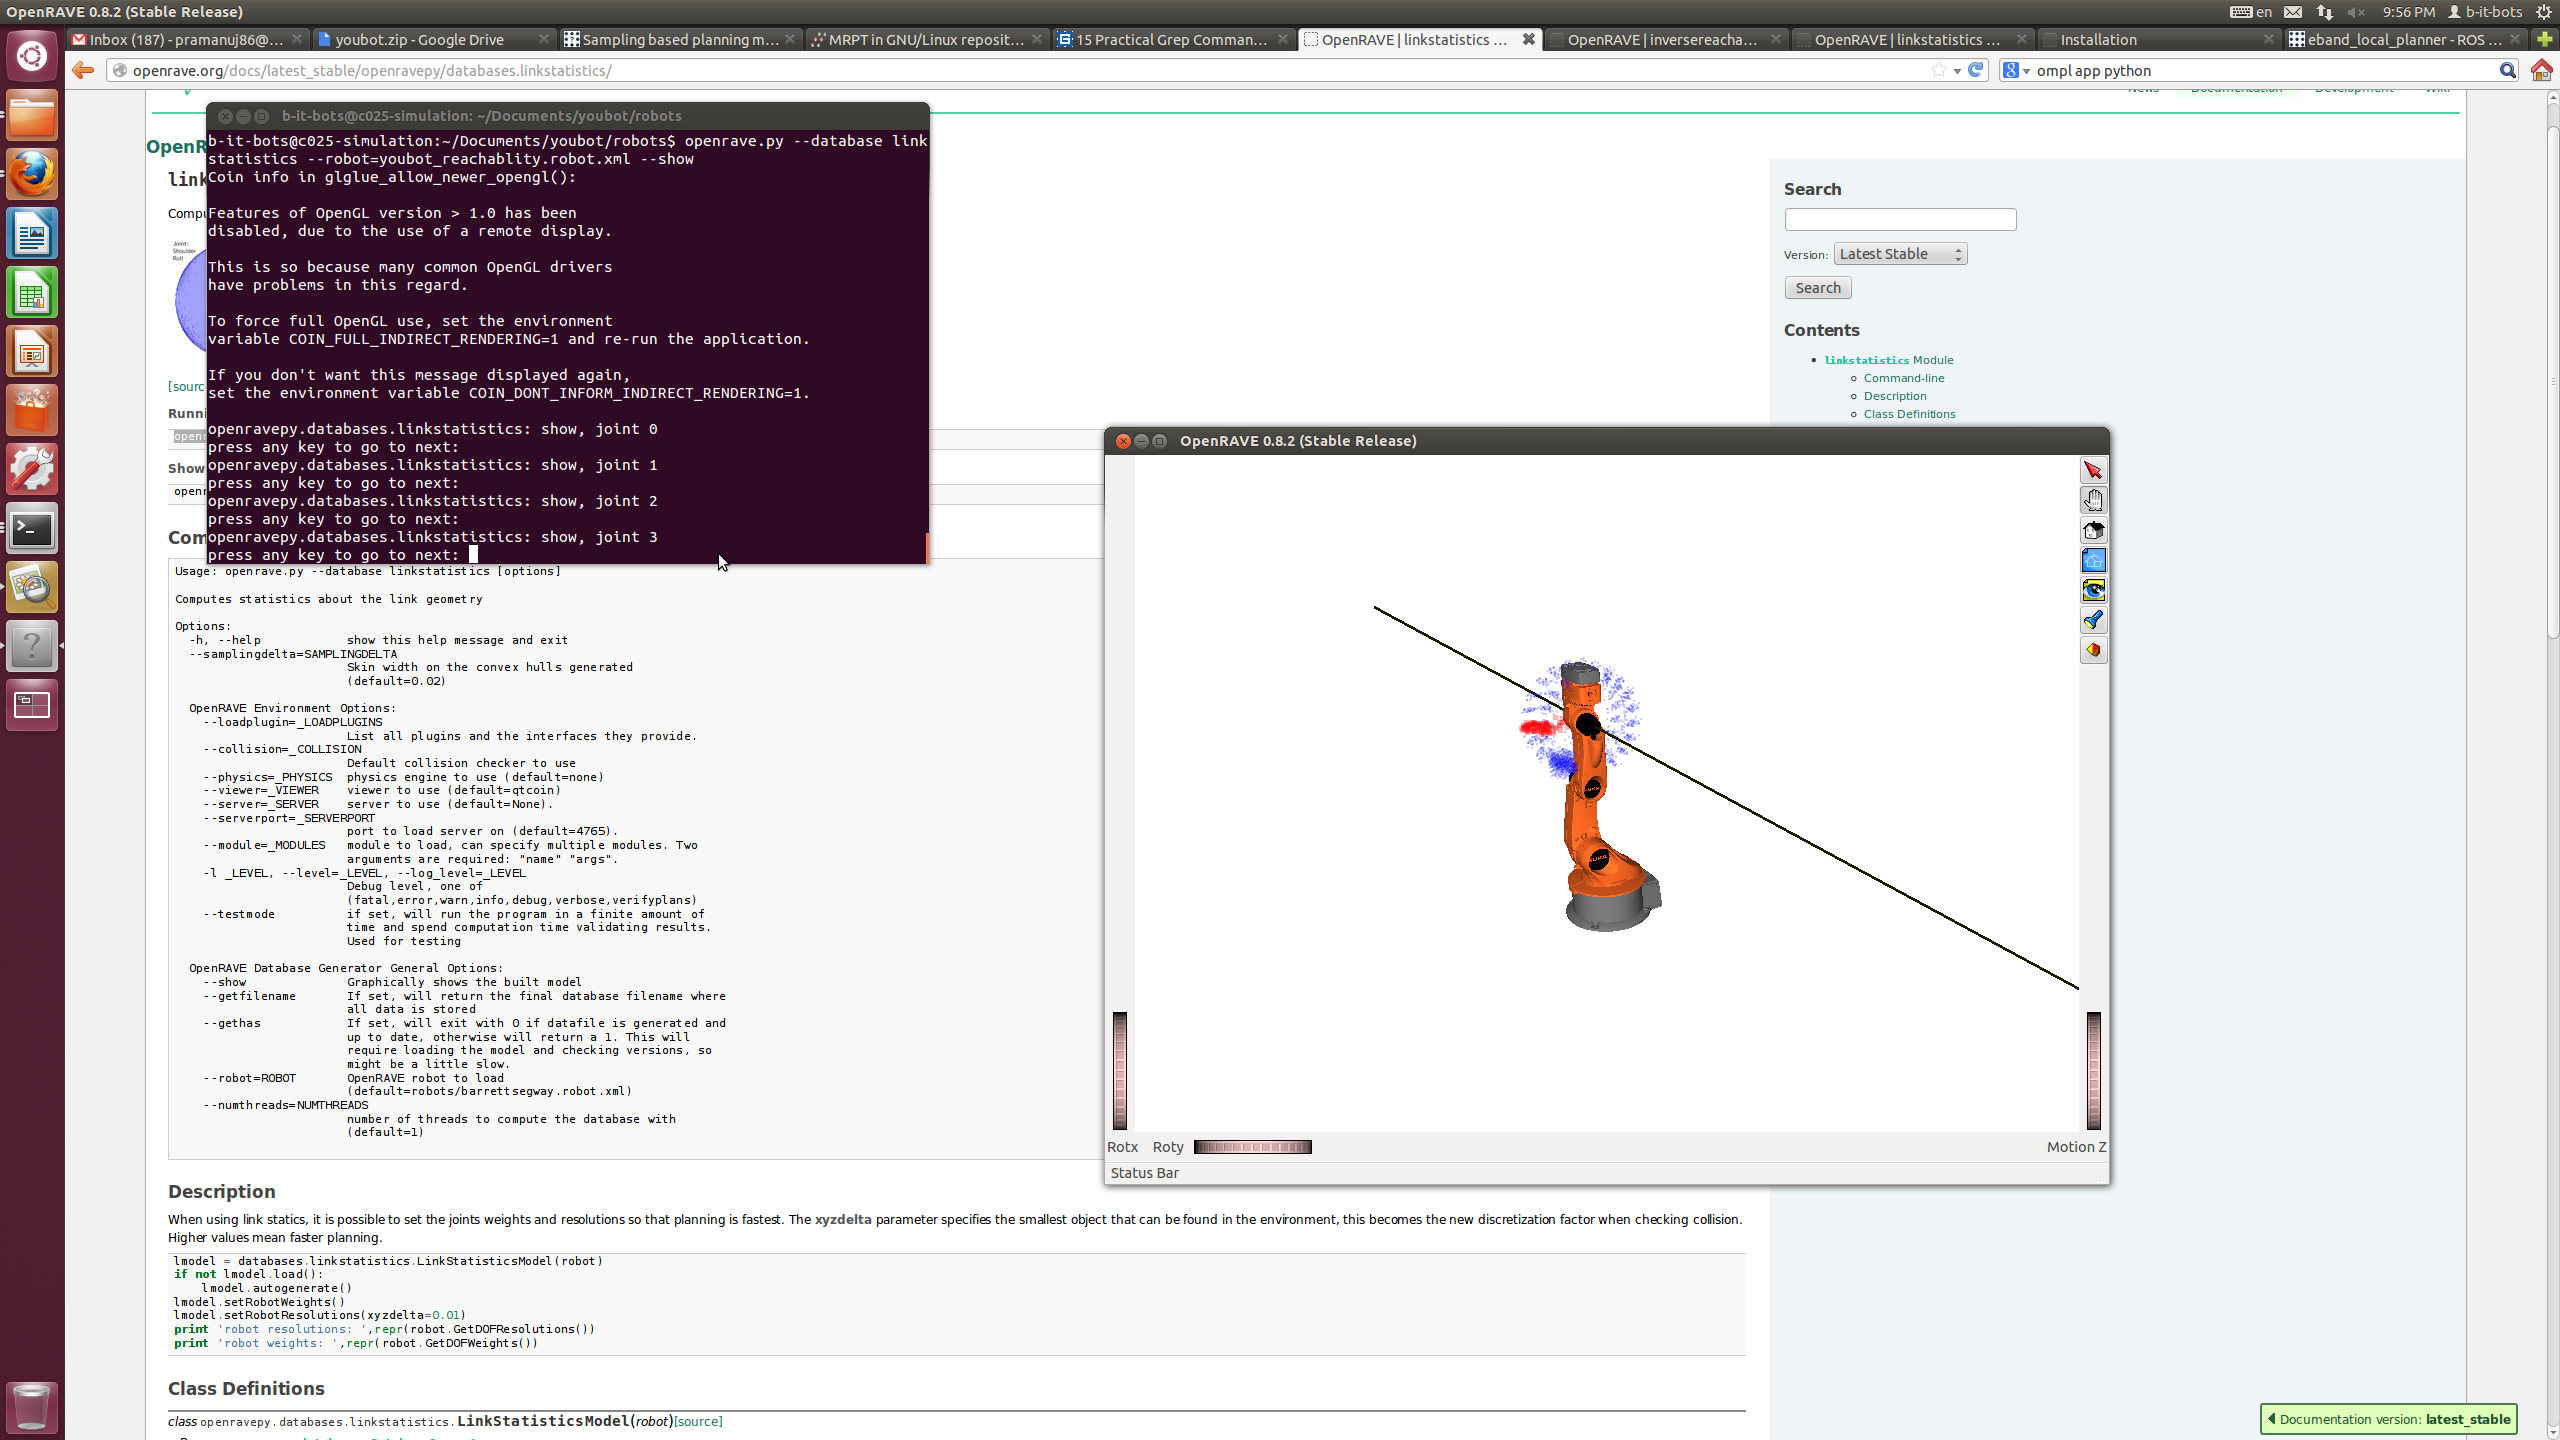 OpenRAVE 0.8.2 (Stable Release)
en
9:56 PM
b-it-bots
Inbox (187) - pramanuj86@...
youbot.zip - Google Drive
Sampling based planning m...
MRPT in GNU/Linux reposit...
15 Practical Grep Comman...
OpenRAVE | linkstatistics ...
OpenRAVE | inversereacha...
OpenRAVE | linkstatistics ...
Installation
eband_local_planner - ROS ...
openrave.org/docs/latest_stable/openravepy/databases.linkstatistics/
ompl app python
b-it-bots@c025-simulation: ~/Documents/youbot/robots
b-it-bots@c025-simulation:~/Documents/youbot/robots$ openrave.py --database link
statistics --robot=youbot_reachablity.robot.xml --show
Coin info in glglue_allow_newer_opengl():
Features of OpenGL version > 1.0 has been
disabled, due to the use of a remote display.
This is so because many common OpenGL drivers
have problems in this regard.
To force full OpenGL use, set the environment
variable COIN_FULL_INDIRECT_RENDERING=1 and re-run the application.
If you don't want this message displayed again,
set the environment variable COIN_DONT_INFORM_INDIRECT_RENDERING=1.
openravepy.databases.linkstatistics: show, joint 0
press any key to go to next:
openravepy.databases.linkstatistics: show, joint 1
press any key to go to next:
openravepy.databases.linkstatistics: show, joint 2
press any key to go to next:
openravepy.databases.linkstatistics: show, joint 3
press any key to go to next:
OpenR
link
Compu
Joint:
Shoulder
Roll
[sourc
Runni
openr
Show
openr
Com
Usage: openrave.py --database linkstatistics [options]
Computes statistics about the link geometry
Options:
-h, --help show this help message and exit
--samplingdelta=SAMPLINGDELTA
Skin width on the convex hulls generated
(default=0.02)
OpenRAVE Environment Options:
--loadplugin=_LOADPLUGINS
List all plugins and the interfaces they provide.
--collision=_COLLISION
Default collision checker to use
--physics=_PHYSICS physics engine to use (default=none)
--viewer=_VIEWER viewer to use (default=qtcoin)
--server=_SERVER server to use (default=None).
--serverport=_SERVERPORT
port to load server on (default=4765).
--module=_MODULES module to load, can specify multiple modules. Two
arguments are required: "name" "args".
-l _LEVEL, --level=_LEVEL, --log_level=_LEVEL
Debug level, one of
(fatal,error,warn,info,debug,verbose,verifyplans)
--testmode if set, will run the program in a finite amount of
time and spend computation time validating results.
Used for testing
OpenRAVE Database Generator General Options:
--show Graphically shows the built model
--getfilename If set, will return the final database filename where
all data is stored
--gethas If set, will exit with 0 if datafile is generated and
up to date, otherwise will return a 1. This will
require loading the model and checking versions, so
might be a little slow.
--robot=ROBOT OpenRAVE robot to load
(default=robots/barrettsegway.robot.xml)
--numthreads=NUMTHREADS
number of threads to compute the database with
(default=1)
Description
When using link statics, it is possible to set the joints weights and resolutions so that planning is fastest. The xyzdelta parameter specifies the smallest object that can be found in the environment, this becomes the new discretization factor when checking collision.
Higher values mean faster planning.
lmodel = databases.linkstatistics.LinkStatisticsModel(robot)
if not lmodel.load():
lmodel.autogenerate()
lmodel.setRobotWeights()
lmodel.setRobotResolutions(xyzdelta=0.01)
print 'robot resolutions: ',repr(robot.GetDOFResolutions())
print 'robot weights: ',repr(robot.GetDOFWeights())
Class Definitions
class openravepy.databases.linkstatistics.LinkStatisticsModel(robot)[source]
Search
Version: Latest Stable
Search
Contents
linkstatistics Module
Command-line
Description
Class Definitions
OpenRAVE 0.8.2 (Stable Release)
Rotx Roty
Motion Z
Status Bar
Documentation version: latest_stable